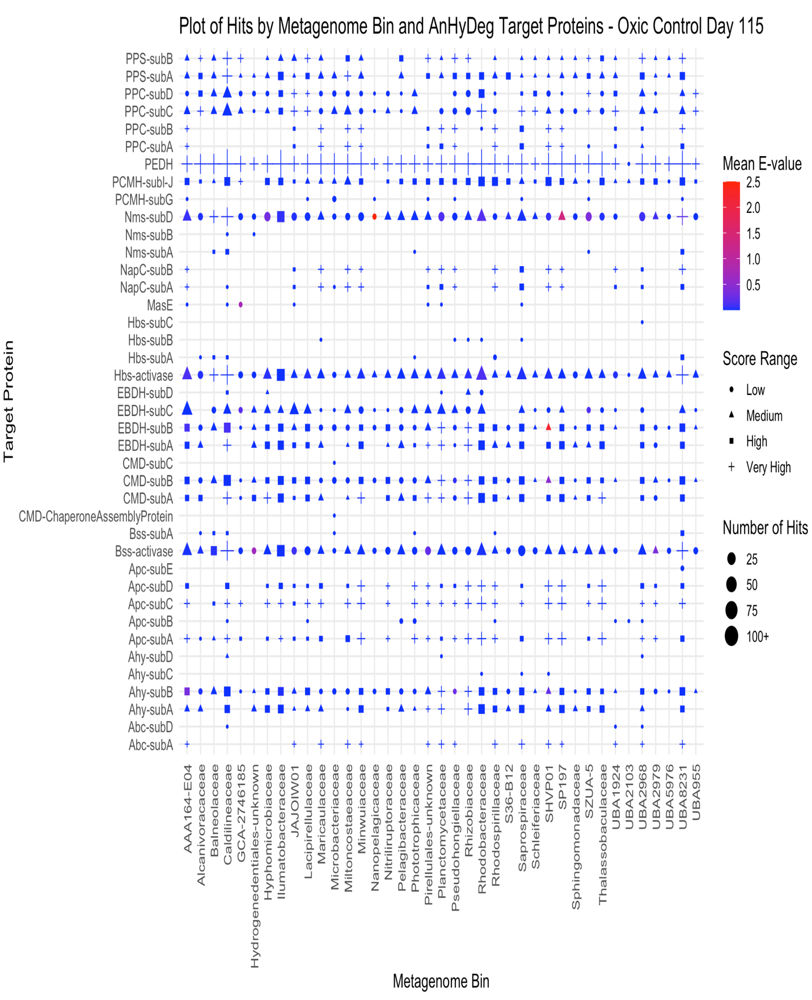 Plot of Hits by Metagenome Bin and AnHyDeg Target Proteins - Oxic Control Day 115
Target Protein
PPS-subB
PPS-subA
PPC-subD
PPC-subC
PPC-subB
PPC-subA
PEDH
PCMH-subI-J
PCMH-subG
Nms-subD
Nms-subB
Nms-subA
NapC-subB
NapC-subA
MasE
Hbs-subC
Hbs-subB
Hbs-subA
Hbs-activase
EBDH-subD
EBDH-subC
EBDH-subB
EBDH-subA
CMD-subC
CMD-subB
CMD-subA
CMD-ChaperoneAssemblyProtein
Bss-subA
Bss-activase
Apc-subE
Apc-subD
Apc-subC
Apc-subB
Apc-subA
Ahy-subD
Ahy-subC
Ahy-subB
Ahy-subA
Abc-subD
Abc-subA
AAA164-E04
Alcanivoracaceae
Balneolaceae
Caldilineaceae
GCA-2746185
Hydrogenedentiales-unknown
Hyphomicrobiaceae
Ilumatobacteraceae
JAJOIW01
Lacipirellulaceae
Maricaulaceae
Microbacteriaceae
Miltoncostaeaceae
Minwuiaceae
Nanopelagicaceae
Nitriliruptoraceae
Pelagibacteraceae
Phototrophicaceae
Pirellulales-unknown
Planctomycetaceae
Pseudohongiellaceae
Rhizobiaceae
Rhodobacteraceae
Rhodospirillaceae
S36-B12
Saprospiraceae
Schleiferiaceae
SHVP01
SP197
Sphingomonadaceae
SZUA-5
Thalassobaculaceae
UBA1924
UBA2103
UBA2968
UBA2979
UBA5976
UBA8231
UBA955
Metagenome Bin
Mean E-value
2.5
2.0
1.5
1.0
0.5
Score Range
Low
Medium
High
Very High
Number of Hits
25
50
75
100+